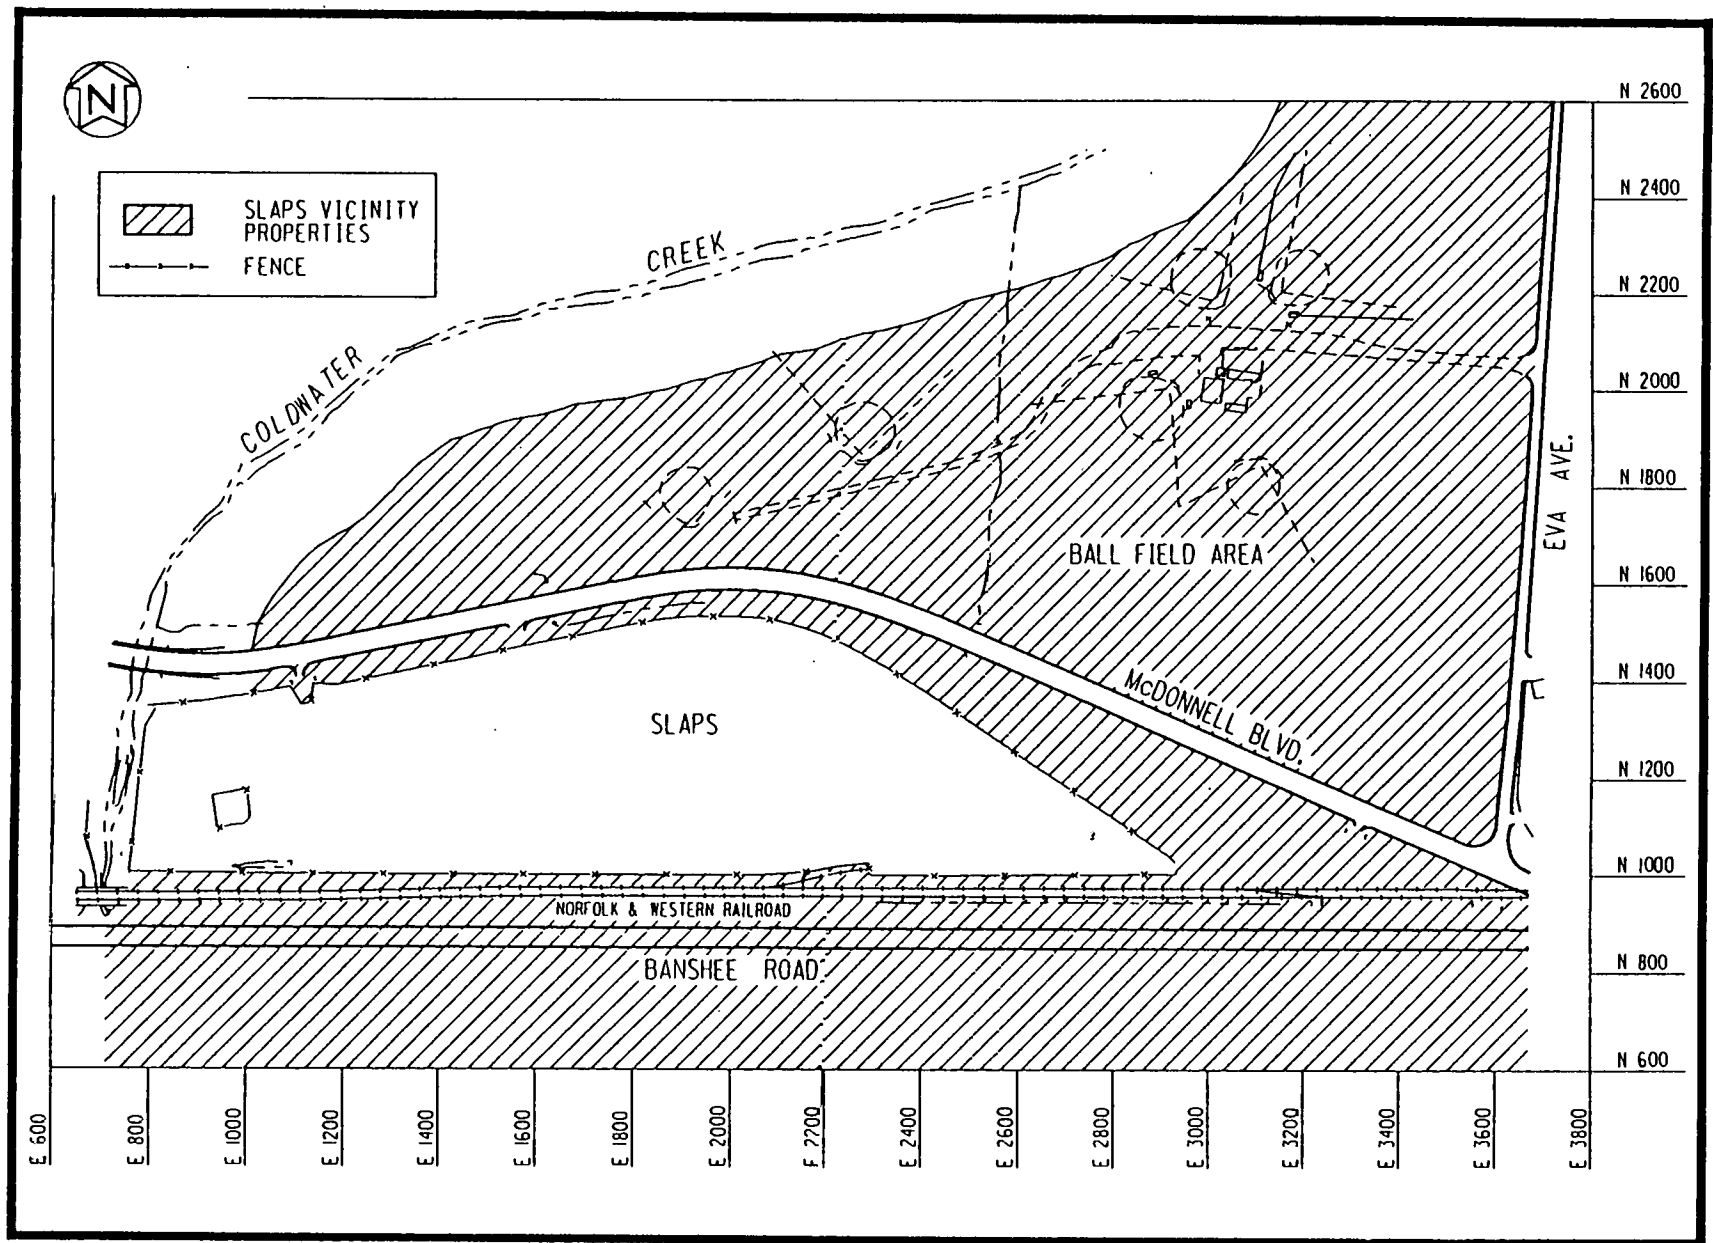 N
N 2600
N 2400
N 2200
N 2000
N 1800
N 1600
N 1400
N 1200
N 1000
N 800
N 600
SLAPS VICINITY
PROPERTIES
FENCE
COLDWATER CREEK
BALL FIELD AREA
EVA AVE.
McDONNELL BLVD.
SLAPS
NORFOLK & WESTERN RAILROAD
BANSHEE ROAD
E 600
E 800
E 1000
E 1200
E 1400
E 1600
E 1800
E 2000
E 2200
E 2400
E 2600
E 2800
E 3000
E 3200
E 3400
E 3600
E 3800